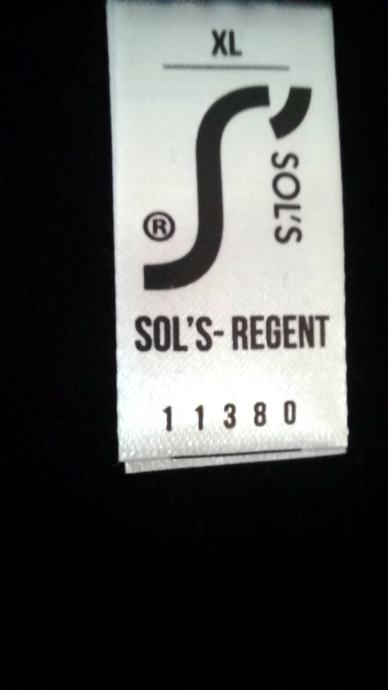 XL
SOL'S
®
SOL'S- REGENT
11380